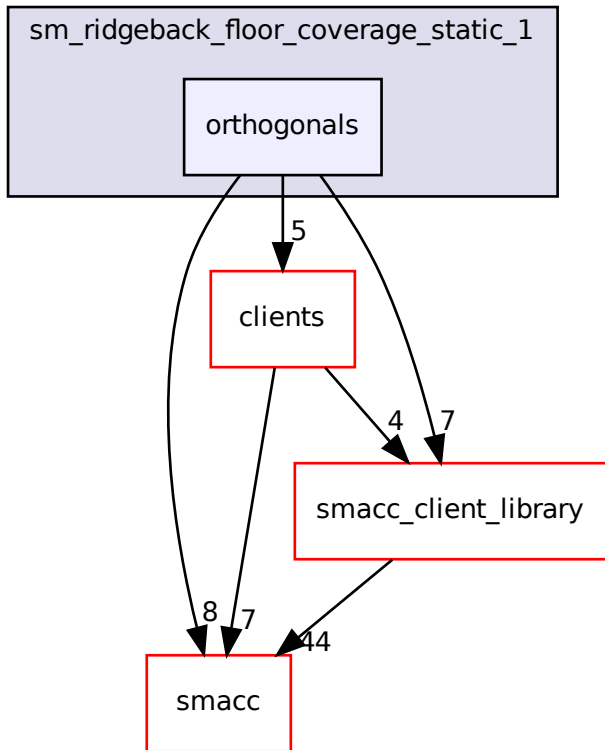 sm_ridgeback_floor_coverage_static_1
orthogonals
5
clients
4
7
smacc_client_library
8
7
44
smacc